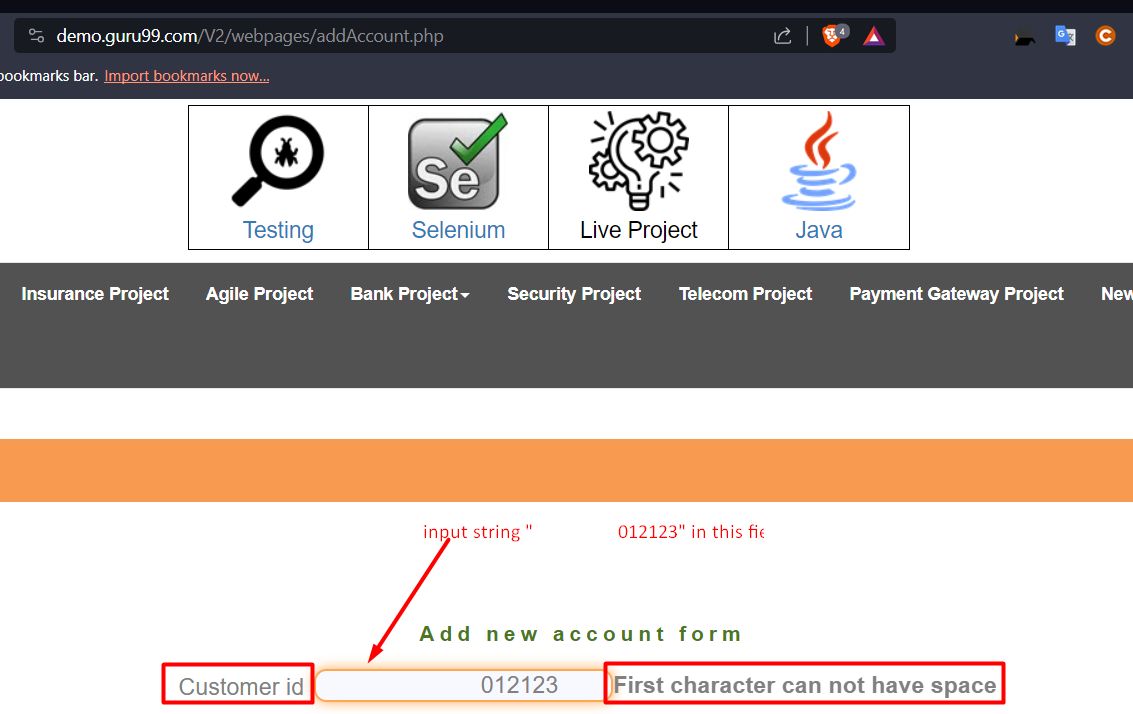 demo.guru99.com/V2/webpages/addAccount.php
4
bookmarks bar. Import bookmarks now...
Se
Testing Selenium Live Project Java
Insurance Project Agile Project Bank Project Security Project Telecom Project Payment Gateway Project New
input string " 012123" in this fie
Add new account form
Customer id 012123 First character can not have space